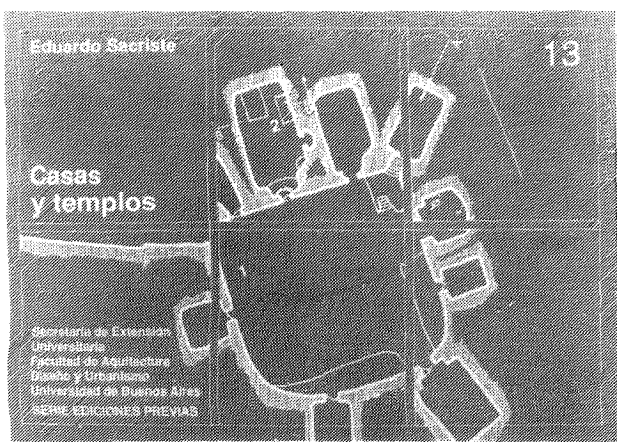 Eduardo Sacriste
13
Casas
y templos
2
Secretaría de Extensión
Universitaria
Facultad de Arquitectura
Diseño y Urbanismo
Universidad de Buenos Aires
SERIE EDICIONES PREVIAS